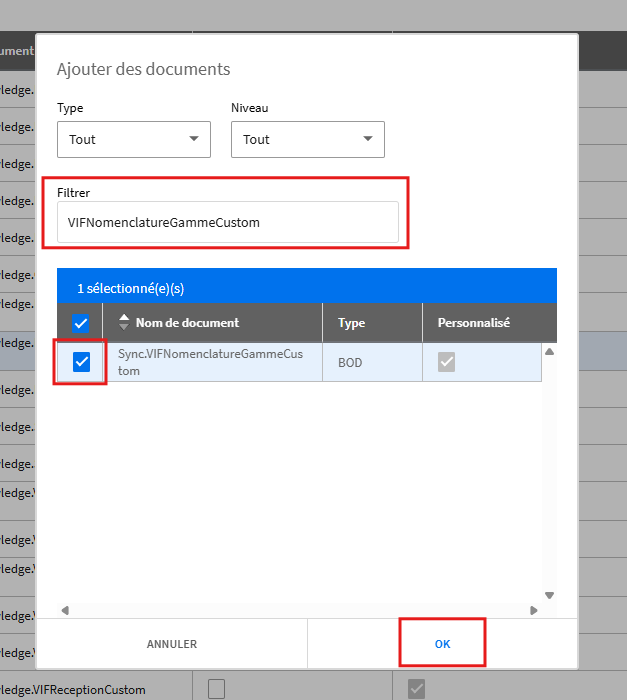 ument
Ajouter des documents
ledge.
Type
Niveau
ledge.
Tout
Tout
ledge.
ledge.
Filtrer
ledge.
VIFNomenclatureGammeCustom
ledge.
1 sélectionné(e)(s)
ledge.
Nom de document
Type
Personnalisé
ledge.
Sync.VIFNomenclatureGammeCus
tom
BOD
ledge.
ledge.
ledge.
ledge.V
ledge.V
ledge.V
ledge.V
ANNULER
OK
ledge.V
ledge.VIFReceptionCustom